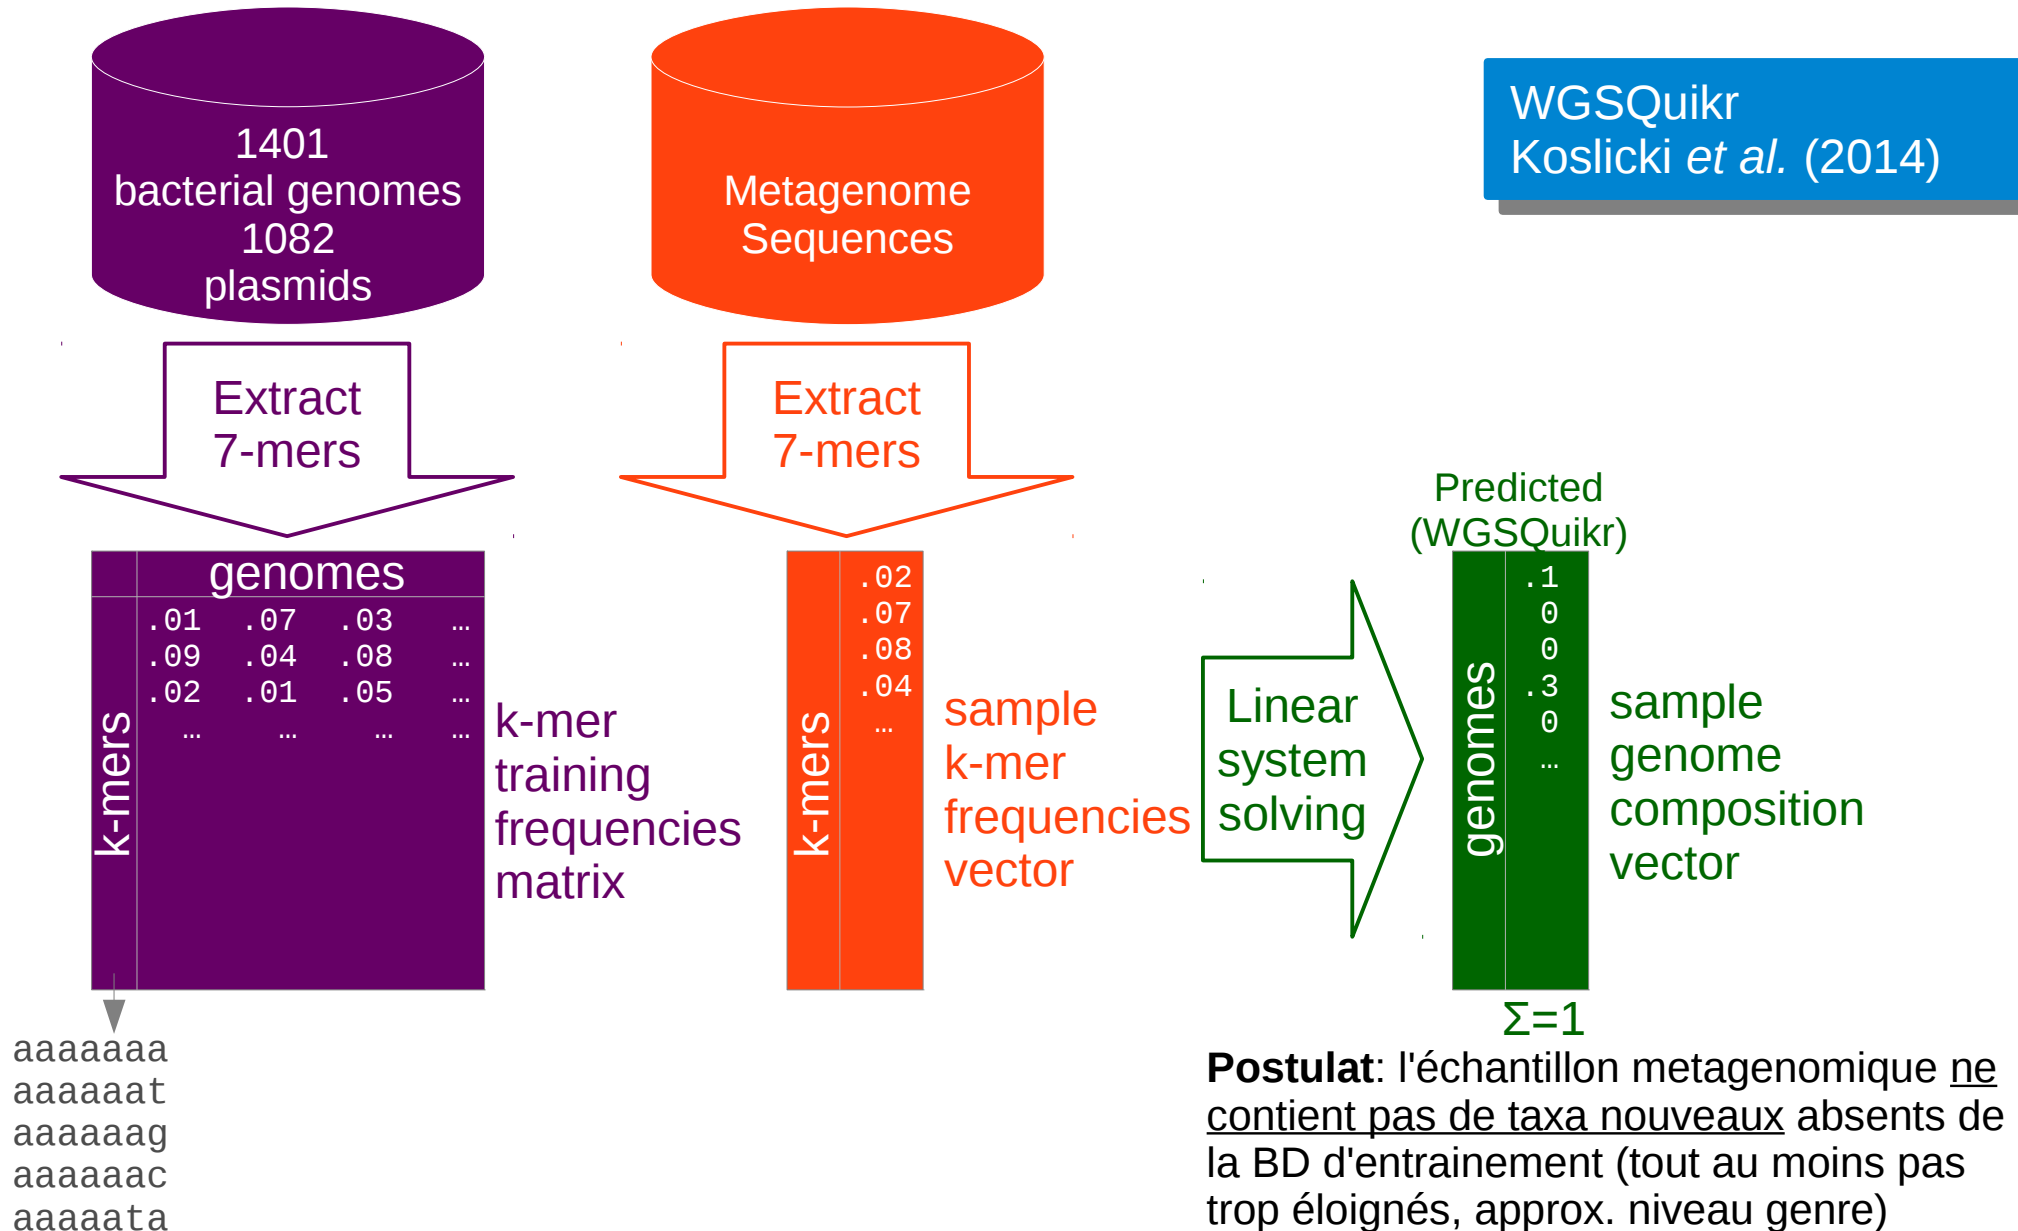 1401
bacterial genomes
1082
plasmids
Metagenome
Sequences
WGSQuikr
Koslicki et al. (2014)
Extract
7-mers
Extract
7-mers
genomes
k-mers
.01 .07 .03 …
.09 .04 .08 …
.02 .01 .05 …
… … … …
k-mer
training
frequencies
matrix
k-mers
.02
.07
.08
.04
…
sample
k-mer
frequencies
vector
Linear
system
solving
Predicted
(WGSQuikr)
genomes
.1
0
0
.3
0
…
sample
genome
composition
vector
Σ=1
aaaaaaa
aaaaaat
aaaaaag
aaaaaac
aaaaata
Postulat: l'échantillon metagenomique ne
contient pas de taxa nouveaux absents de
la BD d'entrainement (tout au moins pas
trop éloignés, approx. niveau genre)